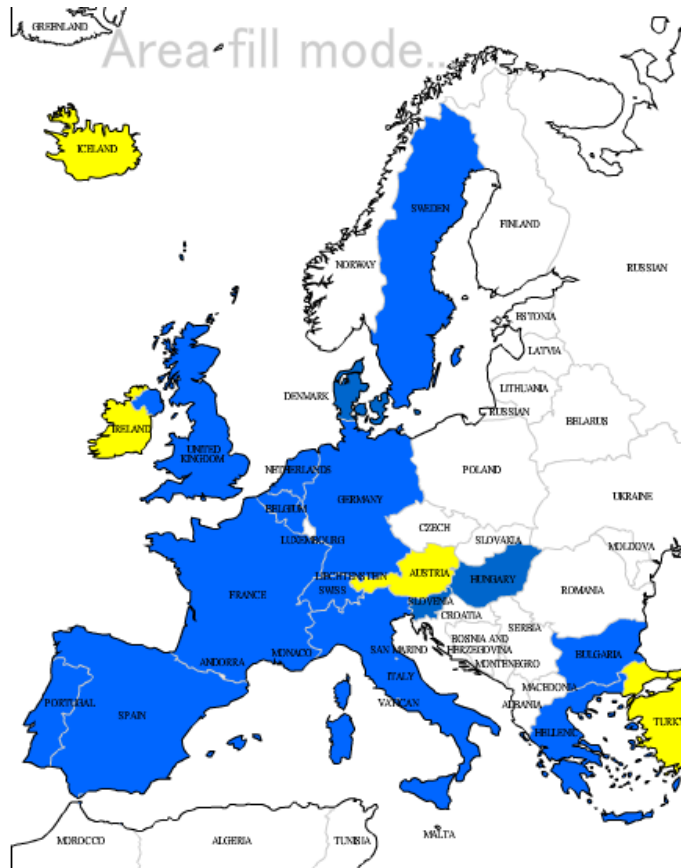 GREENLAND
Area fill mode..
ICELAND
SWEDEN
FINLAND
NORWAY
RUSSIAN
ESTONIA
LATVIA
DENMARK
LITHUANIA
RUSSIAN
BELARUS
IRELAND
UNITED
KINGDOM
NETHERLANDS
POLAND
GERMANY
UKRAINE
BELGIUM
CZECH
LUXEMBOURG
SLOVAKIA
MOLDOVA
LIECHTENSTEIN
AUSTRIA
HUNGARY
SWISS
ROMANIA
FRANCE
SLOVENIA
CROATIA
SERBIA
BOSNIA AND
HERZEGOVINA
SAN MARINO
MONACO
BULGARIA
ANDORRA
MONTENEGRO
ITALY
MACEDONIA
PORTUGAL
VATICAN
ALBANIA
SPAIN
TURKY
HELLENIC
MALTA
MOROCCO
ALGERIA
TUNISIA